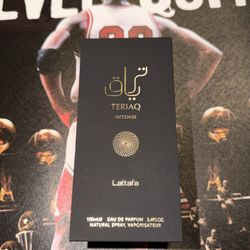 ترياق
TERIAQ
INTENSE
Lattafa
100ml℮ EAU DE PARFUM 3.4FL.OZ.
NATURAL SPRAY, VAPORISATEUR